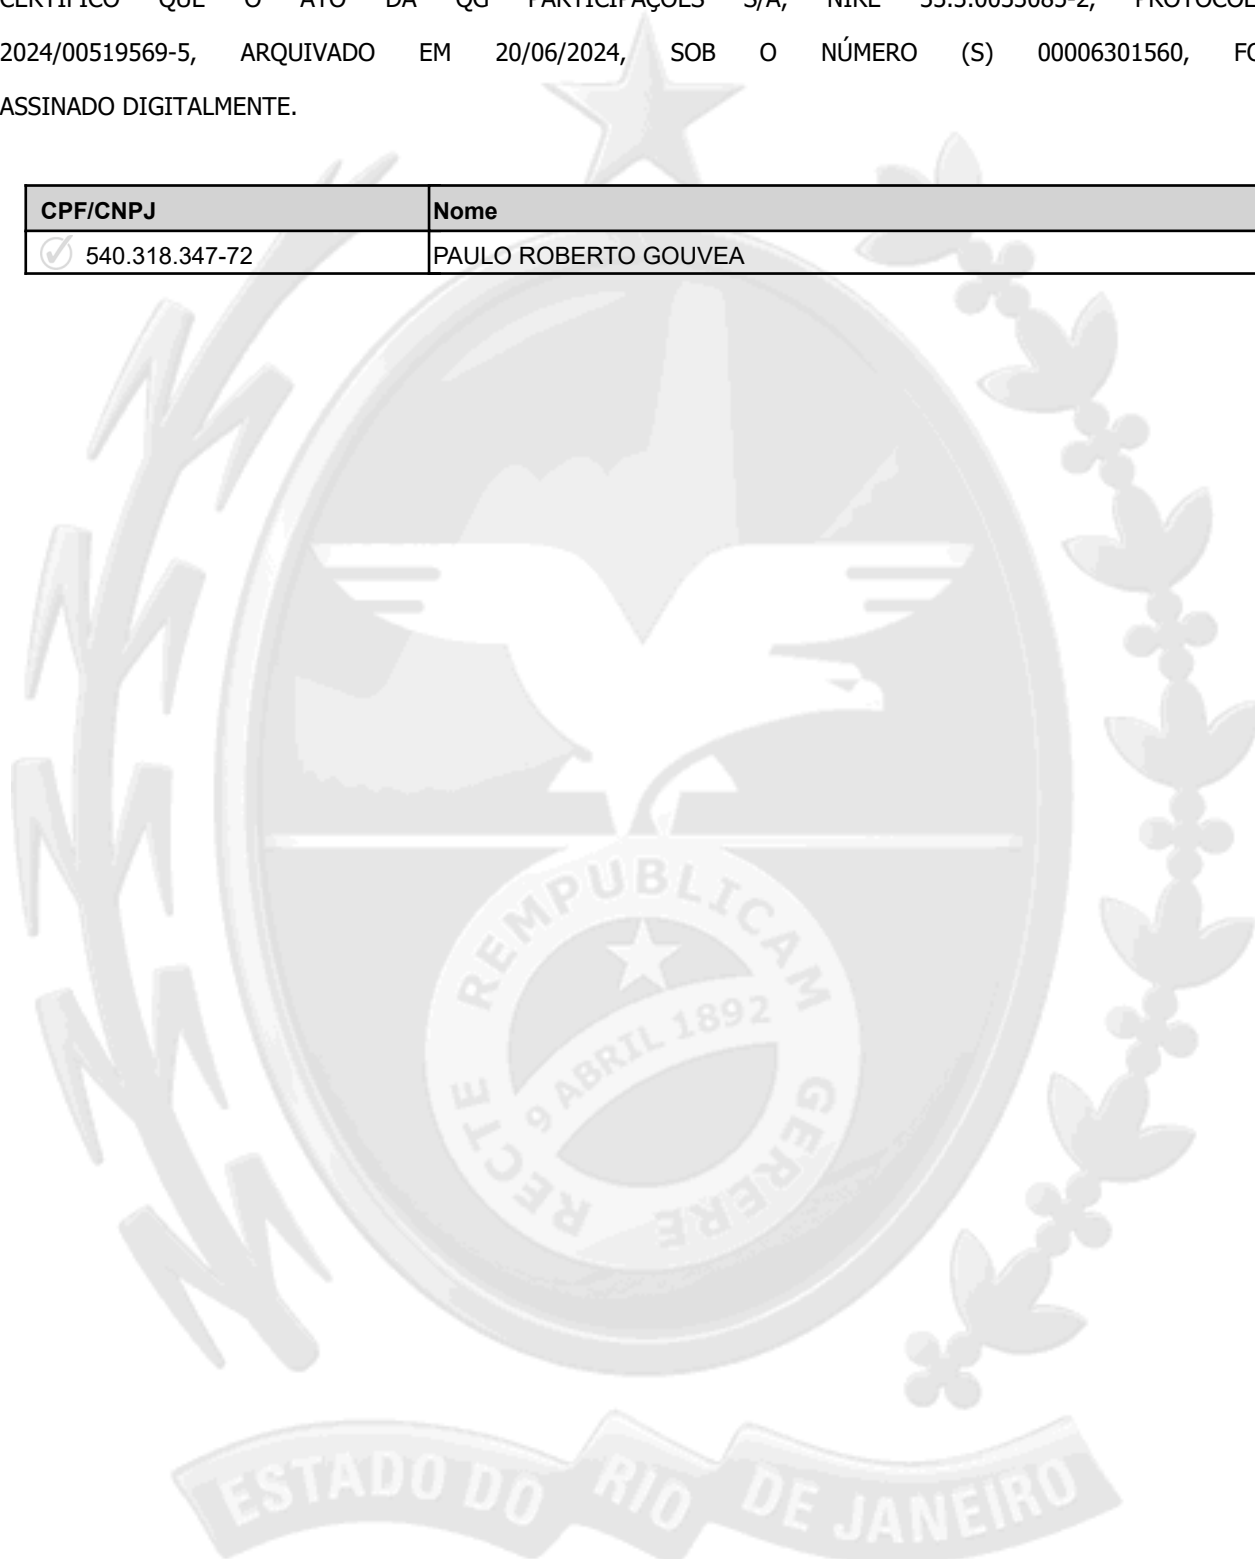 CERTIFICO QUE O ATO DA QG PARTICIPAÇÕES S/A, NIRE 33.3.0033083-2, PROTOCOL
2024/00519569-5, ARQUIVADO EM 20/06/2024, SOB O NÚMERO (S) 00006301560, FO
ASSINADO DIGITALMENTE.
CPF/CNPJ Nome
540.318.347-72 PAULO ROBERTO GOUVEA
RECTE REMPUBLICAM GERERE
9 ABRIL 1892
ESTADO DO RIO DE JANEIRO